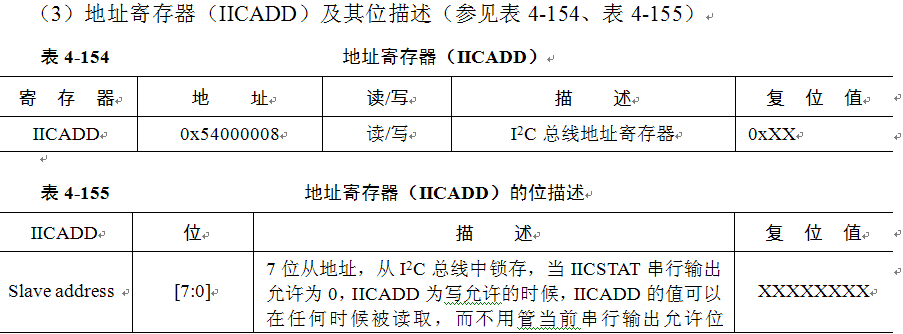 （3）地址寄存器（IICADD）及其位描述（参见表 4-154、表 4-155）
表 4-154 地址寄存器（IICADD）
寄 存 器 地 址 读/写 描 述 复 位 值
IICADD 0x54000008 读/写 I²C 总线地址寄存器 0xXX
表 4-155 地址寄存器（IICADD）的位描述
IICADD 位 描 述 复 位 值
7 位从地址，从 I²C 总线中锁存，当 IICSTAT 串行输出
Slave address [7:0] 允许为 0，IICADD 为写允许的时候，IICADD 的值可以 XXXXXXXX
在任何时候被读取，而不用管当前串行输出允许位